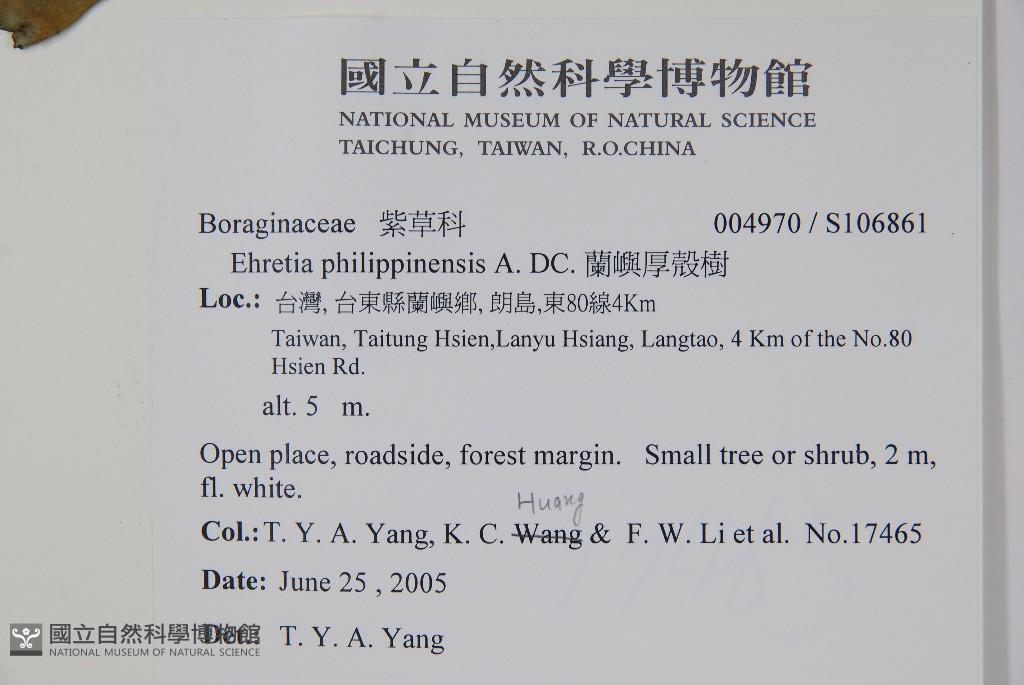 國立自然科學博物館
NATIONAL MUSEUM OF NATURAL SCIENCE
TAICHUNG, TAIWAN, R.O.CHINA
Boraginaceae 紫草科 004970 / S106861
Ehretia philippinensis A. DC. 蘭嶼厚殼樹
Loc.: 台灣, 台東縣蘭嶼鄉, 朗島,東80線4Km
Taiwan, Taitung Hsien,Lanyu Hsiang, Langtao, 4 Km of the No.80
Hsien Rd.
alt. 5 m.
Open place, roadside, forest margin. Small tree or shrub, 2 m,
fl. white.
Huang
Col.: T. Y. A. Yang, K. C. Wang & F. W. Li et al. No.17465
Date: June 25 , 2005
Det.: T. Y. A. Yang
國立自然科學博物館
NATIONAL MUSEUM OF NATURAL SCIENCE